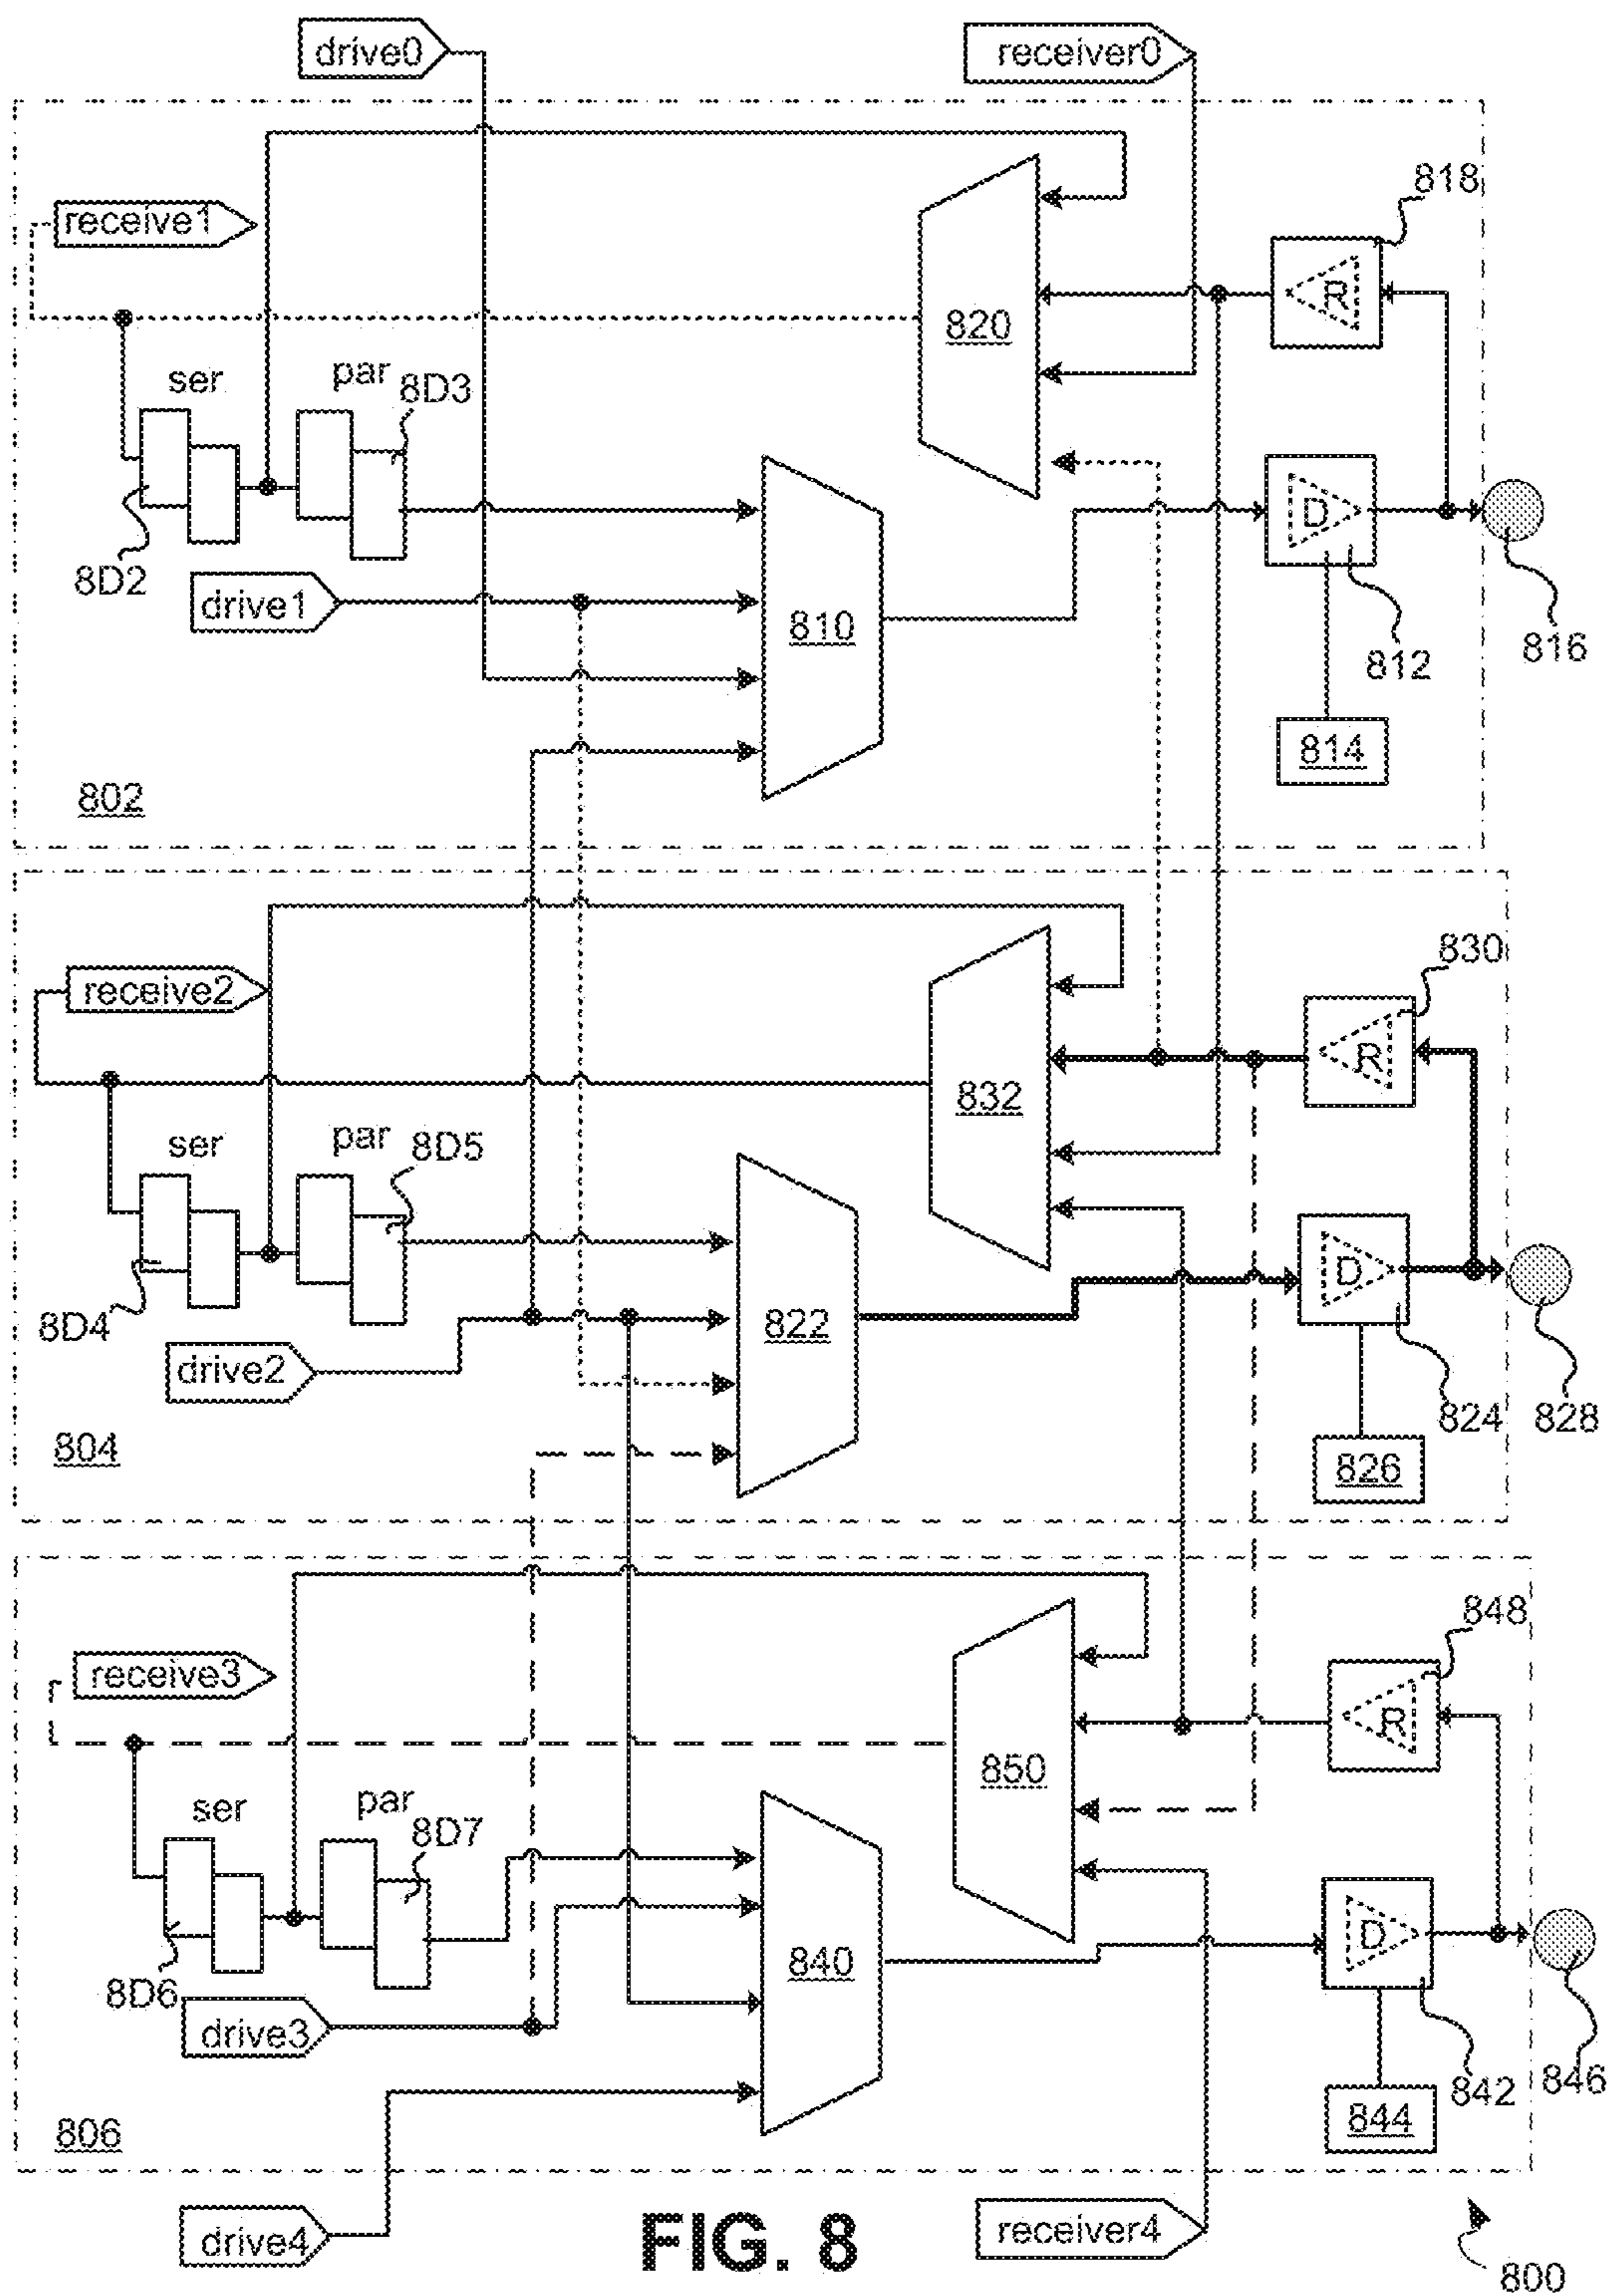 drive0
receiver0
818
receive1
820
R
ser
par
8D3
D
8D2
drive1
810
816
812
814
802
830
receive2
832
R
ser
par
8D5
8D4
822
D
drive2
824
828
804
826
848
receive3
850
R
ser
par
8D7
840
D
8D6
drive3
842
846
844
806
drive4
FIG. 8
receiver4
800